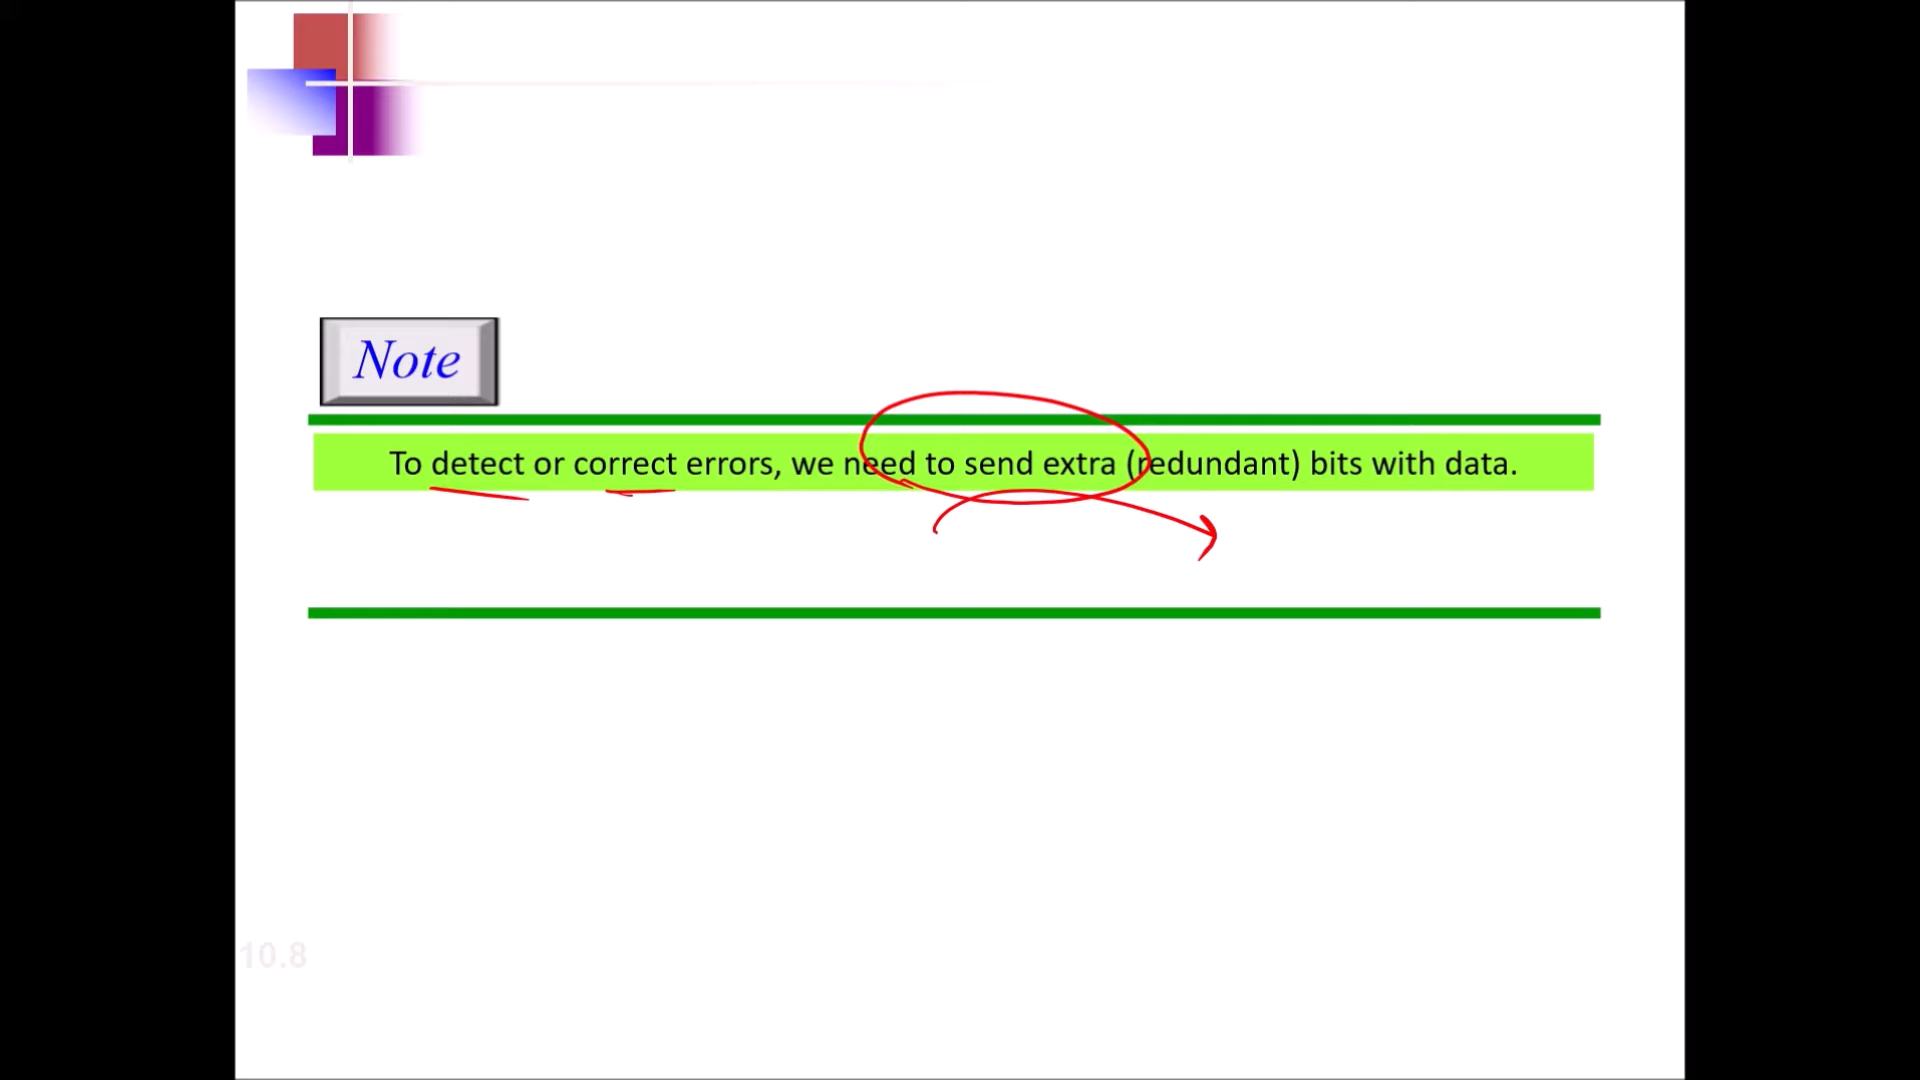 Note
To detect or correct errors, we need to send extra (redundant) bits with data.
10.8